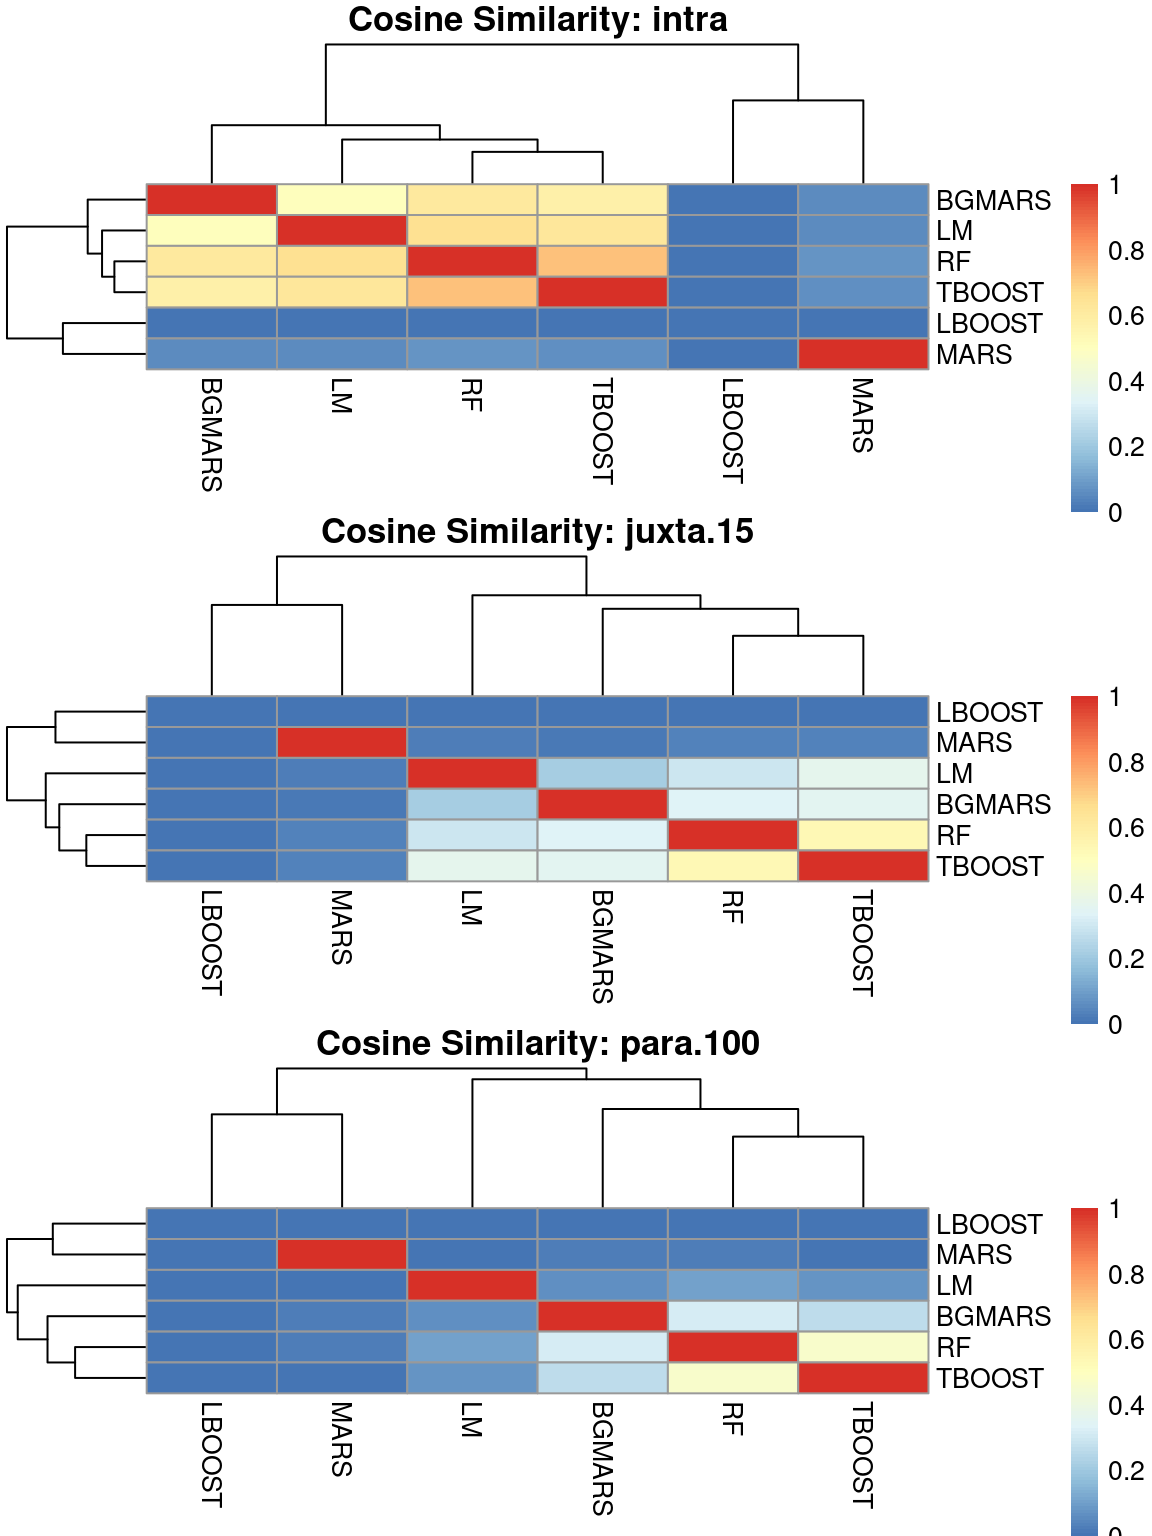 Cosine Similarity: intra
BGMARS
LM
RF
TBOOST
LBOOST
MARS
1
0.8
0.6
0.4
0.2
0
BGMARS
LM
RF
TBOOST
LBOOST
MARS
Cosine Similarity: juxta.15
LBOOST
MARS
LM
BGMARS
RF
TBOOST
1
0.8
0.6
0.4
0.2
0
LBOOST
MARS
LM
BGMARS
RF
TBOOST
Cosine Similarity: para.100
LBOOST
MARS
LM
BGMARS
RF
TBOOST
1
0.8
0.6
0.4
0.2
0
LBOOST
MARS
LM
BGMARS
RF
TBOOST